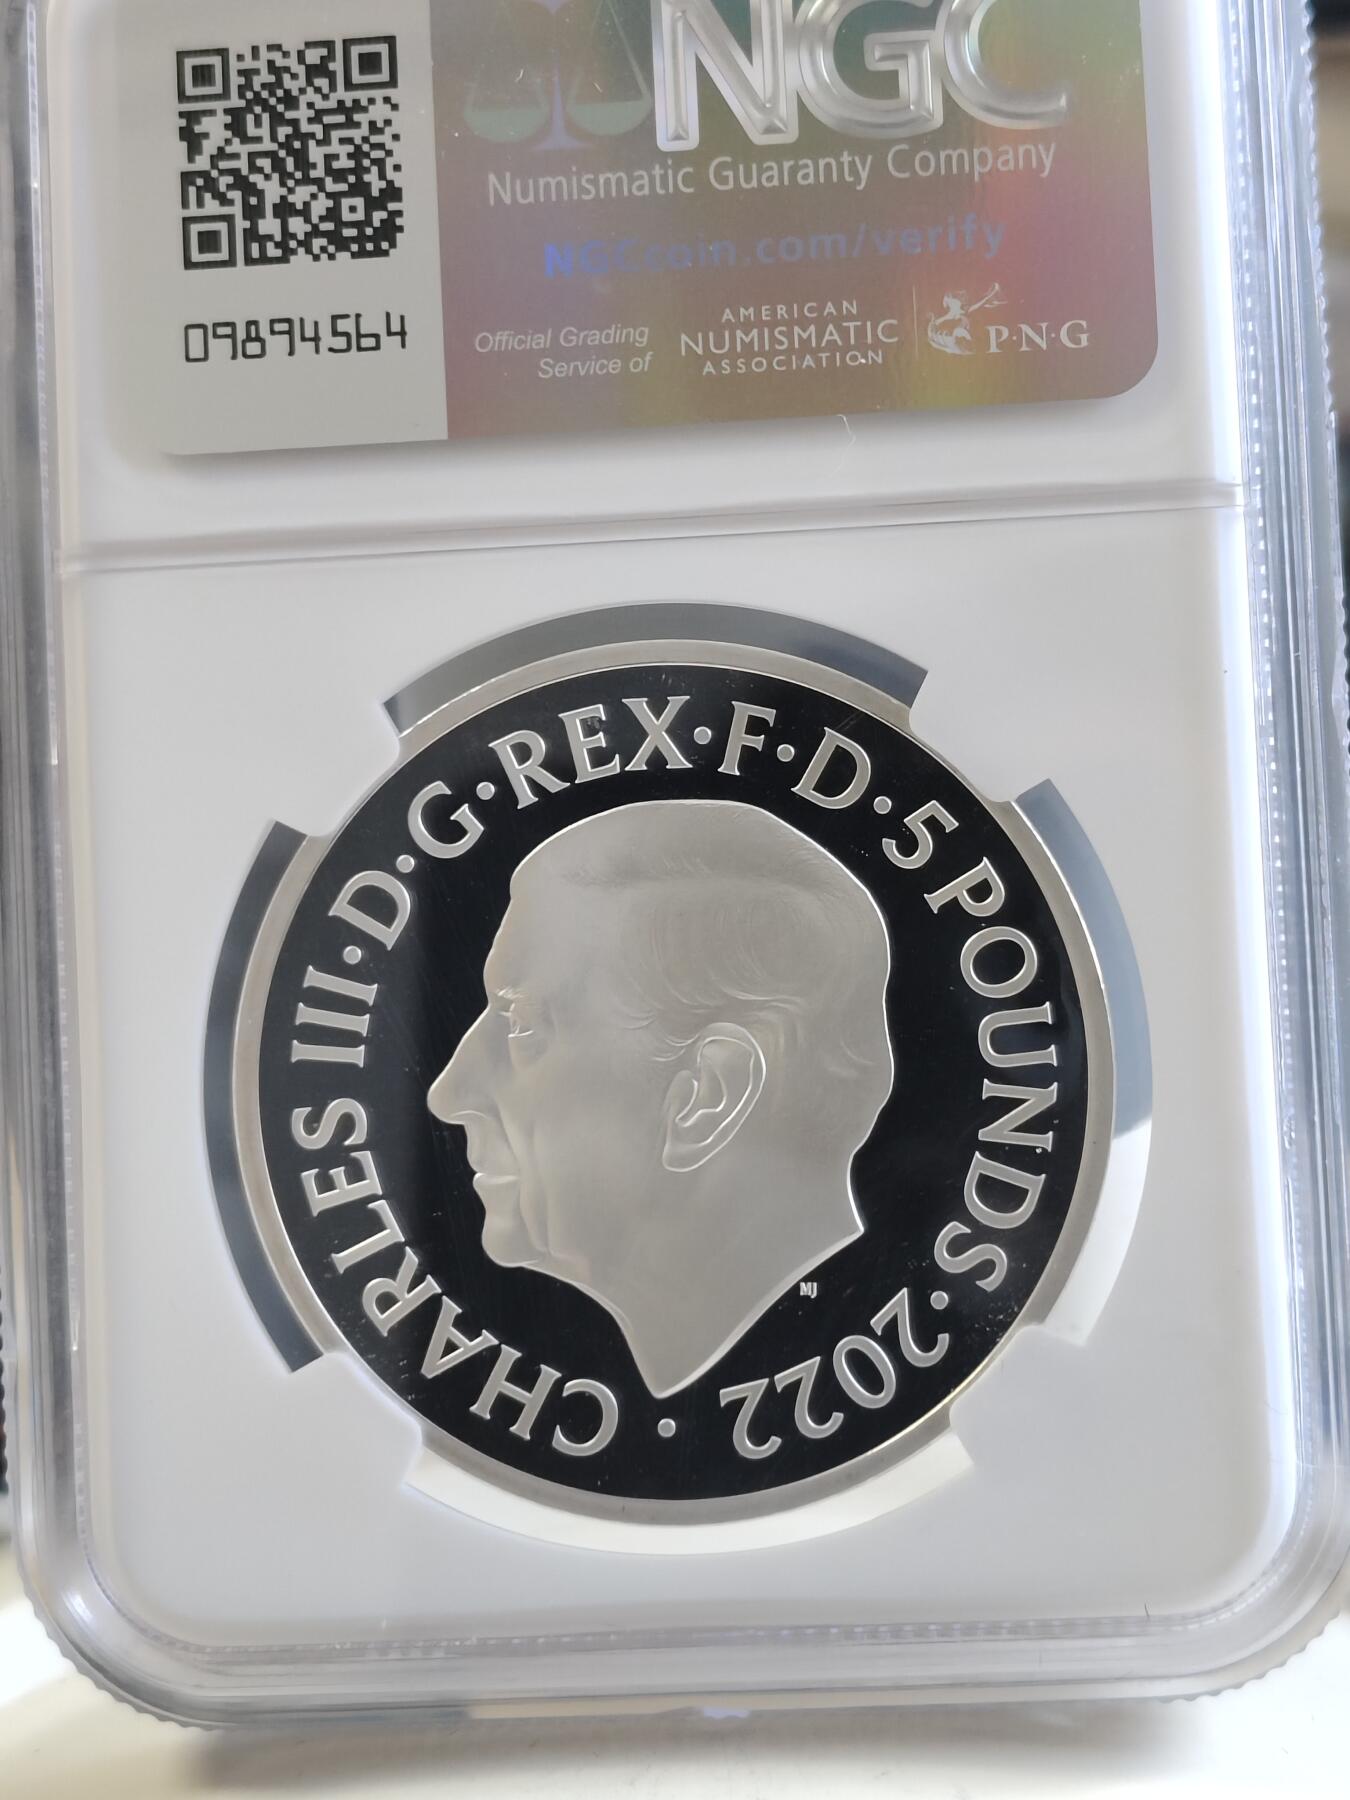 NGC
Numismatic Guaranty Company
NGCcoin.com/verify
09894564
Official Grading
Service of
AMERICAN
NUMISMATIC
ASSOCIATION
P·N·G
CHARLES III·D·G·REX·F·D·5 POUNDS·2022·
MJ